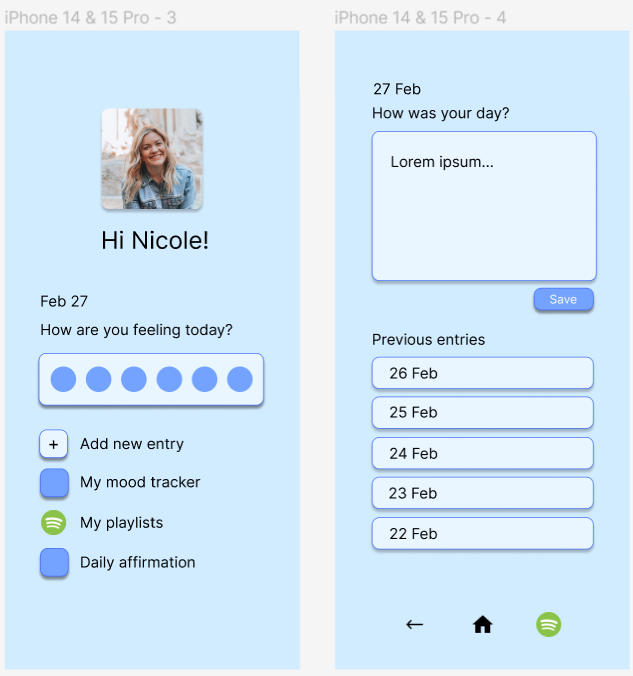 iPhone 14 & 15 Pro - 3
Hi Nicole!
Feb 27
How are you feeling today?
+ Add new entry
My mood tracker
My playlists
Daily affirmation
iPhone 14 & 15 Pro - 4
27 Feb
How was your day?
Lorem ipsum...
Save
Previous entries
26 Feb
25 Feb
24 Feb
23 Feb
22 Feb